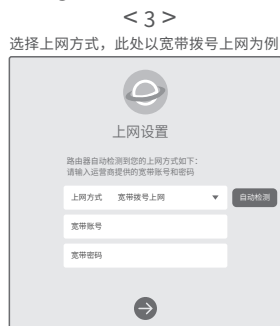 < 3 >
选择上网方式，此处以宽带拨号上网为例
上网设置
路由器自动检测到您的上网方式如下：
请输入运营商提供的宽带账号和密码
上网方式 宽带拨号上网 自动检测
宽带账号
宽带密码